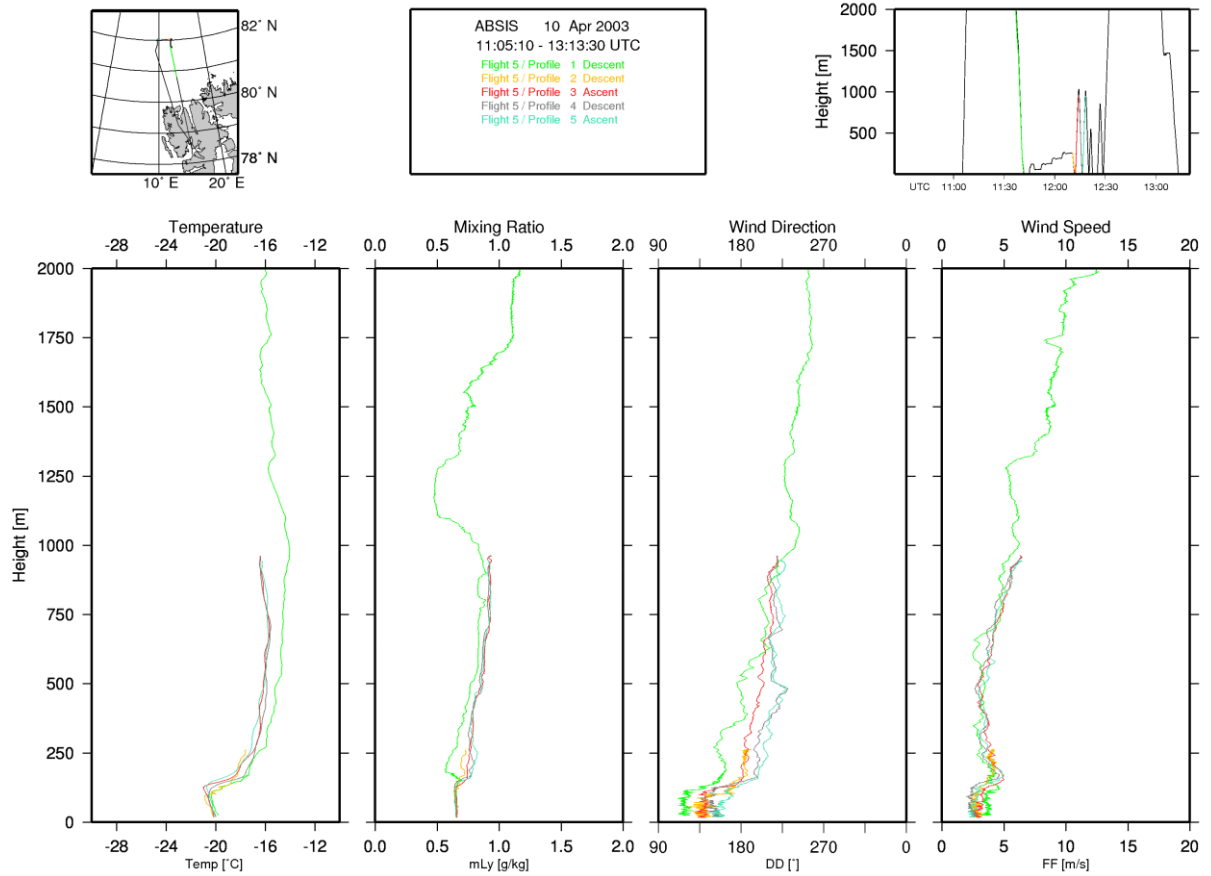 82° N
80° N
78° N
10° E 20° E
ABSIS 10 Apr 2003
11:05:10 - 13:13:30 UTC
Flight 5 / Profile 1 Descent
Flight 5 / Profile 2 Descent
Flight 5 / Profile 3 Ascent
Flight 5 / Profile 4 Descent
Flight 5 / Profile 5 Ascent
Height [m]
2000
1500
1000
500
UTC 11:00 11:30 12:00 12:30 13:00
Temperature
-28 -24 -20 -16 -12
Height [m]
2000
1750
1500
1250
1000
750
500
250
0
-28 -24 -20 -16 -12
Temp [°C]
Mixing Ratio
0.0 0.5 1.0 1.5 2.0
0.0 0.5 1.0 1.5 2.0
mLy [g/kg]
Wind Direction
90 180 270 0
90 180 270 0
DD [°]
Wind Speed
0 5 10 15 20
0 5 10 15 20
FF [m/s]